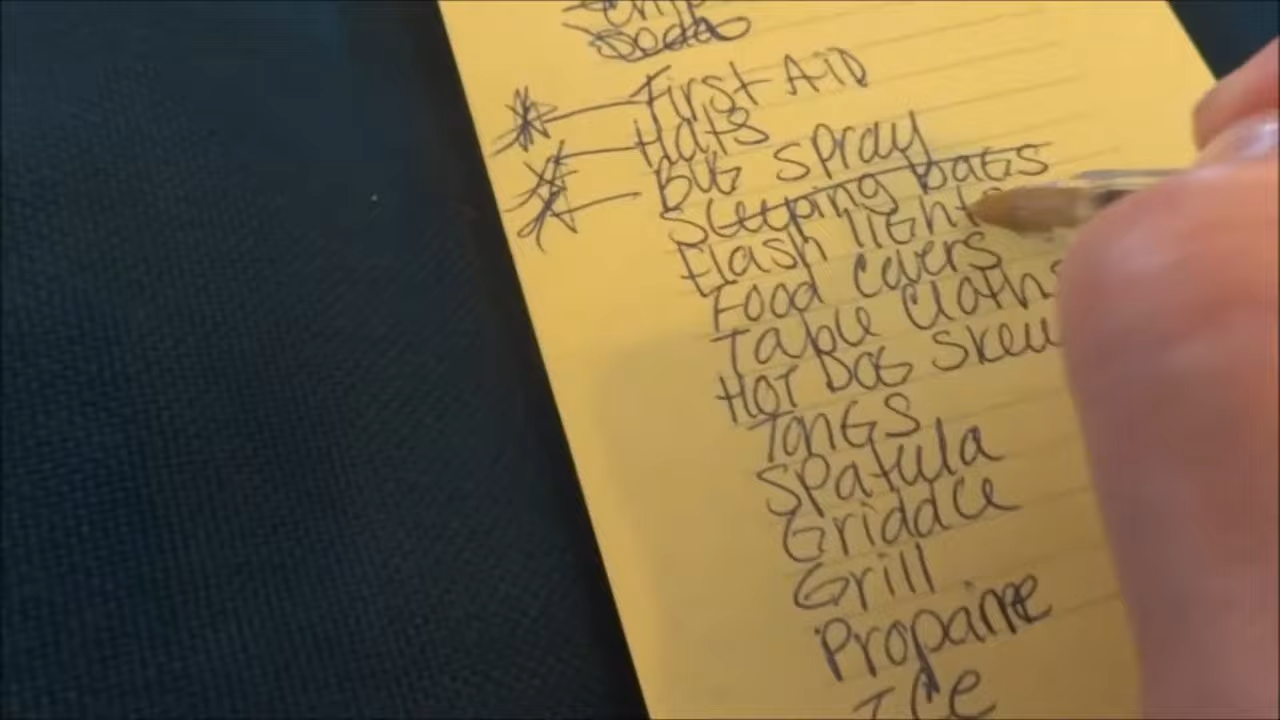 Soda
First AiD
Hats
BUG SPray
Sleeping bAGS
Flash light
Food covers
Table Cloths
HOT DOG Skew
TonGS
SPatula
Griddle
Grill
Propane
ICe